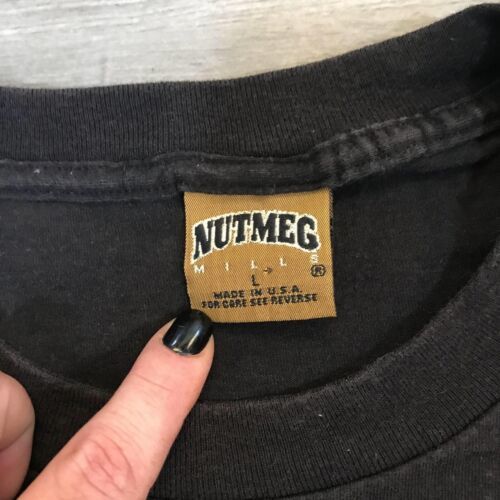 NUTMEG
MILLS ®
L
MADE IN U.S.A.
FOR CARE SEE REVERSE